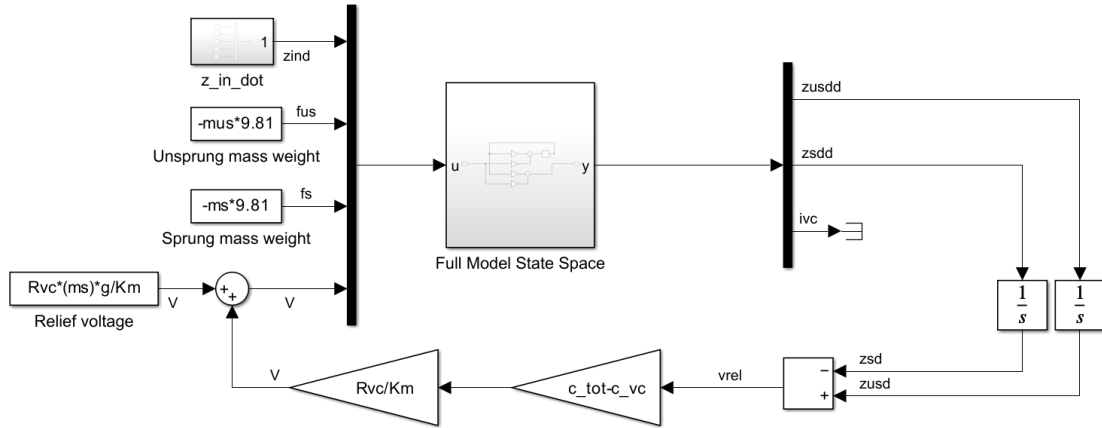 1
zind
z_in_dot
-mus*9.81
fus
Unsprung mass weight
-ms*9.81
fs
Sprung mass weight
Rvc*(ms)*g/Km
V
Relief voltage
+
+
V
u
y
Full Model State Space
zusdd
zsdd
ivc
1
s
1
s
zsd
zusd
−
+
vrel
c_tot-c_vc
Rvc/Km
V